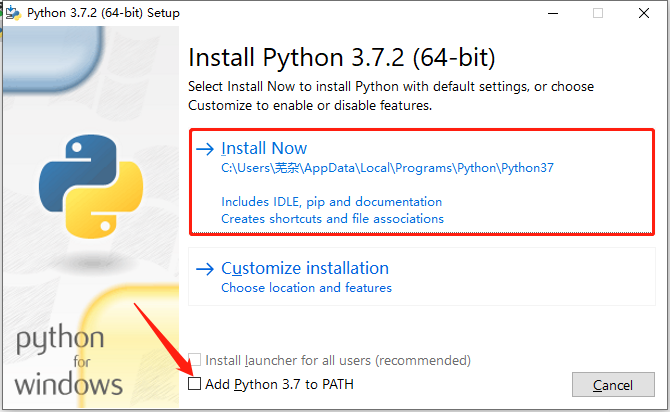 Python 3.7.2 (64-bit) Setup
Install Python 3.7.2 (64-bit)
Select Install Now to install Python with default settings, or choose
Customize to enable or disable features.
Install Now
C:\Users\芜杂\AppData\Local\Programs\Python\Python37
Includes IDLE, pip and documentation
Creates shortcuts and file associations
Customize installation
Choose location and features
python
for
windows
Install launcher for all users (recommended)
Add Python 3.7 to PATH
Cancel